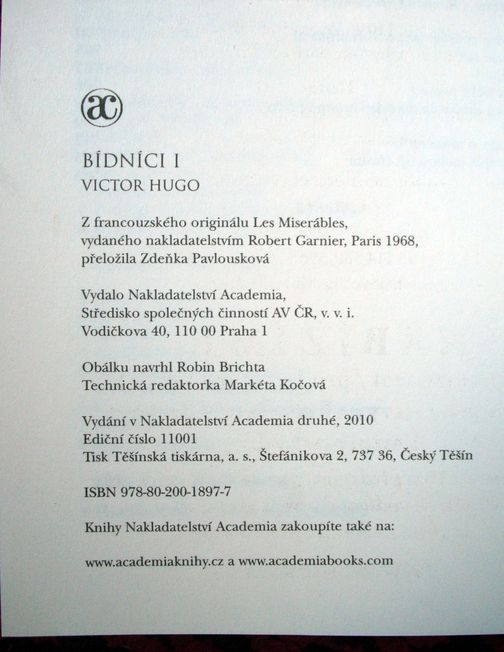 ac
BÍDNÍCI I
VICTOR HUGO
Z francouzského originálu Les Miserábles,
vydaného nakladatelstvím Robert Garnier, Paris 1968,
přeložila Zdeňka Pavlousková
Vydalo Nakladatelství Academia,
Středisko společných činností AV ČR, v. v. i.
Vodičkova 40, 110 00 Praha 1
Obálku navrhl Robin Brichta
Technická redaktorka Markéta Kočová
Vydání v Nakladatelství Academia druhé, 2010
Ediční číslo 11001
Tisk Těšínská tiskárna, a. s., Štefánikova 2, 737 36, Český Těšín
ISBN 978-80-200-1897-7
Knihy Nakladatelství Academia zakoupíte také na:
www.academiaknihy.cz a www.academiabooks.com